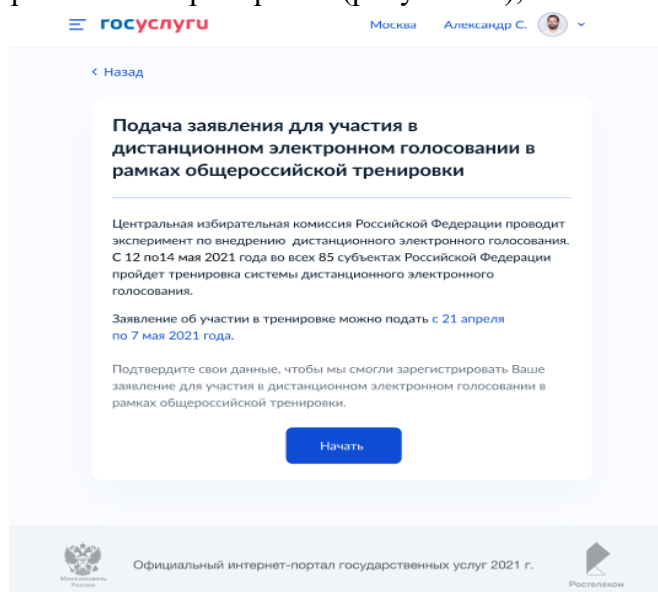 госуслуги Москва Александр С.
Назад
Подача заявления для участия в
дистанционном электронном голосовании в
рамках общероссийской тренировки
Центральная избирательная комиссия Российской Федерации проводит
эксперимент по внедрению дистанционного электронного голосования.
С 12 по14 мая 2021 года во всех 85 субъектах Российской Федерации
пройдет тренировка системы дистанционного электронного
голосования.
Заявление об участии в тренировке можно подать с 21 апреля
по 7 мая 2021 года.
Подтвердите свои данные, чтобы мы смогли зарегистрировать Ваше
заявление для участия в дистанционном электронном голосовании в
рамках общероссийской тренировки.
Начать
Официальный интернет-портал государственных услуг 2021 г.
России
Ростелеком